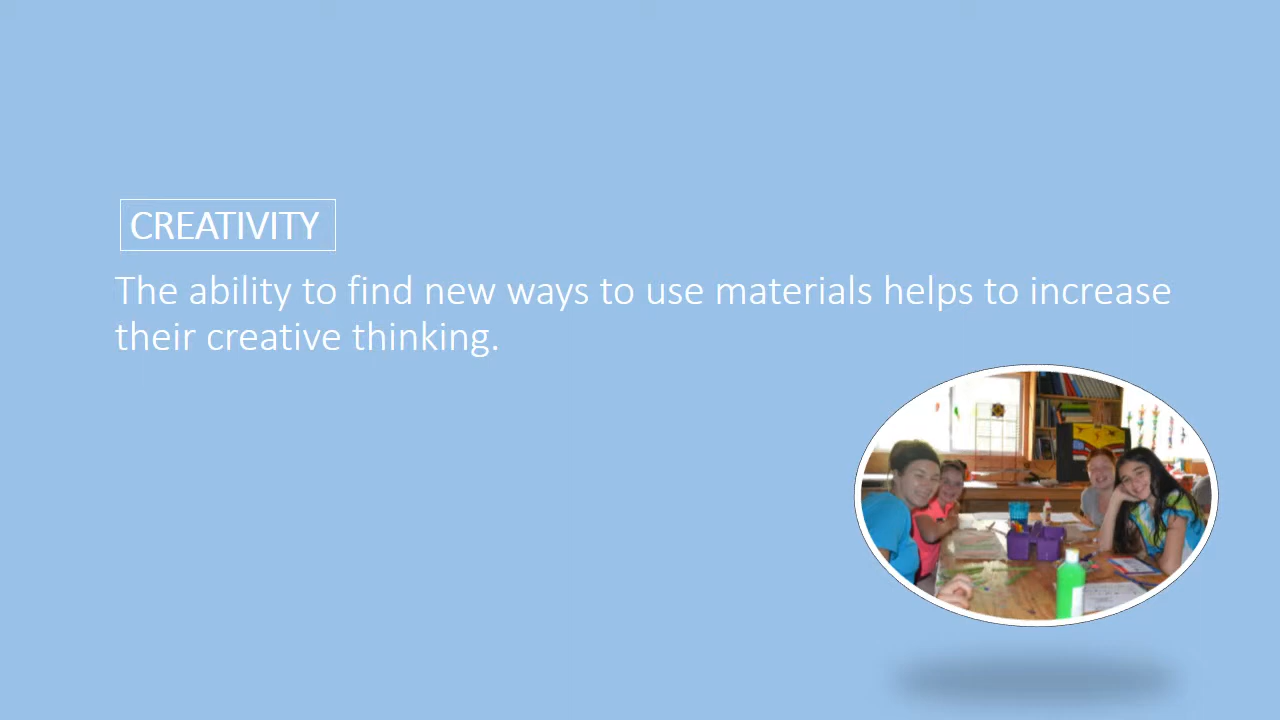 CREATIVITY
The ability to find new ways to use materials helps to increase
their creative thinking.